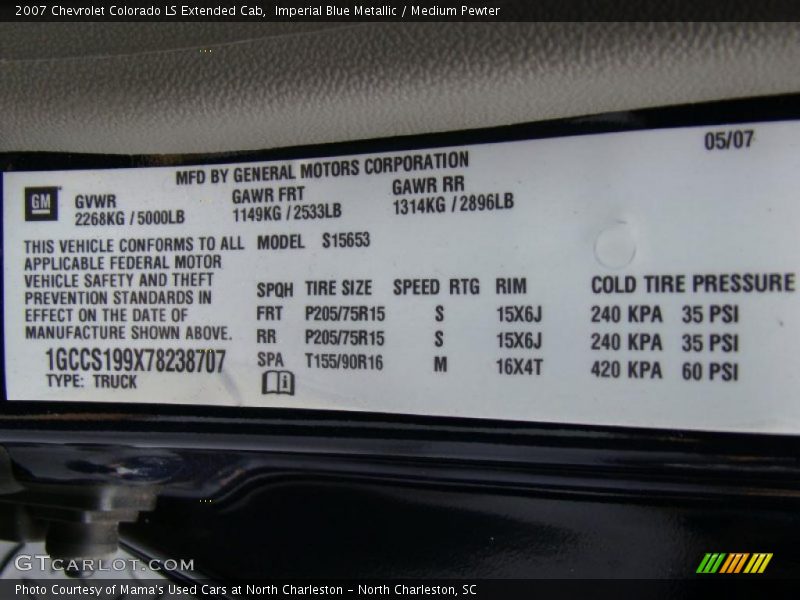 2007 Chevrolet Colorado LS Extended Cab, Imperial Blue Metallic / Medium Pewter
05/07
MFD BY GENERAL MOTORS CORPORATION
GM
GVWR GAWR FRT GAWR RR
2268KG / 5000LB 1149KG / 2533LB 1314KG / 2896LB
THIS VEHICLE CONFORMS TO ALL MODEL S15653
APPLICABLE FEDERAL MOTOR
VEHICLE SAFETY AND THEFT
PREVENTION STANDARDS IN
EFFECT ON THE DATE OF
MANUFACTURE SHOWN ABOVE.
1GCCS199X78238707
TYPE: TRUCK
SPQH TIRE SIZE SPEED RTG RIM COLD TIRE PRESSURE
FRT P205/75R15 S 15X6J 240 KPA 35 PSI
RR P205/75R15 S 15X6J 240 KPA 35 PSI
SPA T155/90R16 M 16X4T 420 KPA 60 PSI
GTCARLOT.COM
Photo Courtesy of Mama's Used Cars at North Charleston - North Charleston, SC